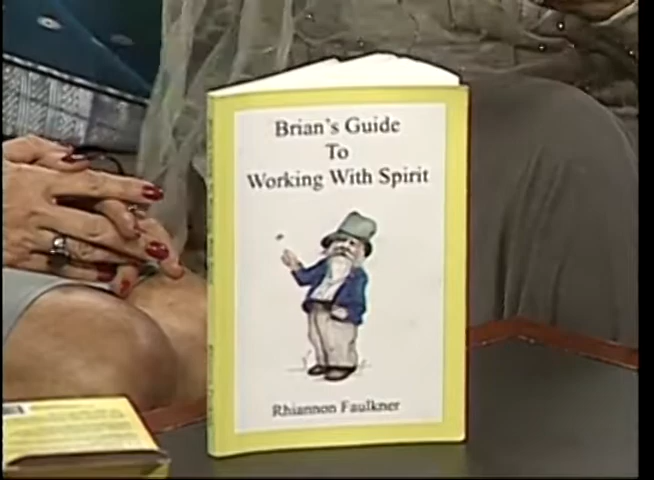 Brian's Guide
To
Working With Spirit
Rhiannon Faulkner